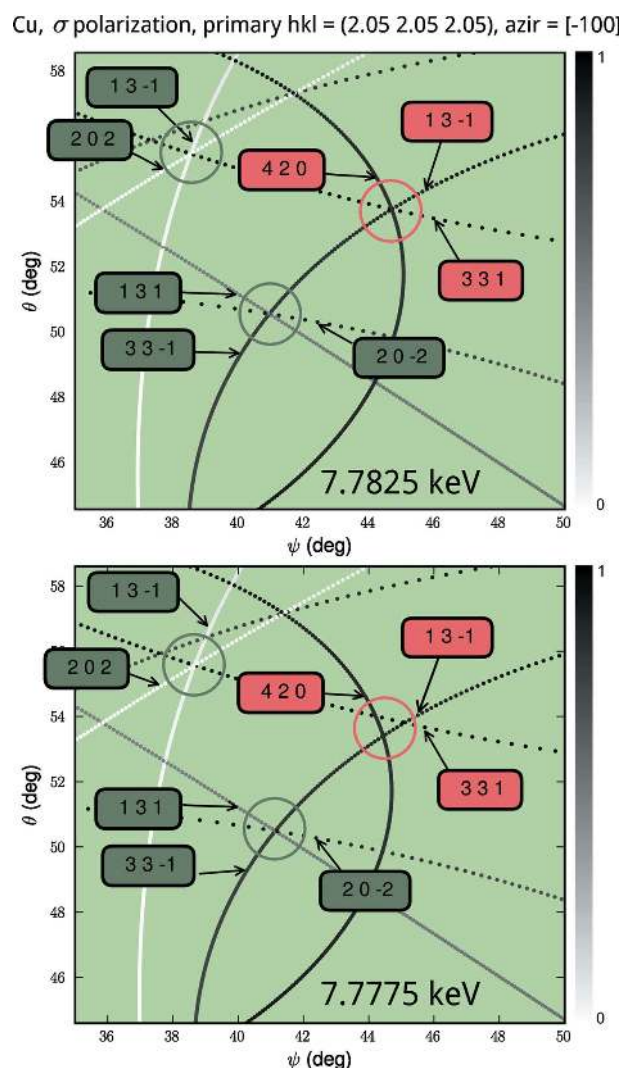 Cu, σ polarization, primary hkl = (2.05 2.05 2.05), azir = [-100]
58
56
54
52
50
48
46
θ (deg)
1 3 -1
2 0 2
4 2 0
1 3 -1
3 3 1
1 3 1
3 3 -1
2 0 -2
7.7825 keV
36 38 40 42 44 46 48 50
ψ (deg)
1
0
58
56
54
52
50
48
46
θ (deg)
1 3 -1
2 0 2
4 2 0
1 3 -1
3 3 1
1 3 1
3 3 -1
2 0 -2
7.7775 keV
36 38 40 42 44 46 48 50
ψ (deg)
1
0